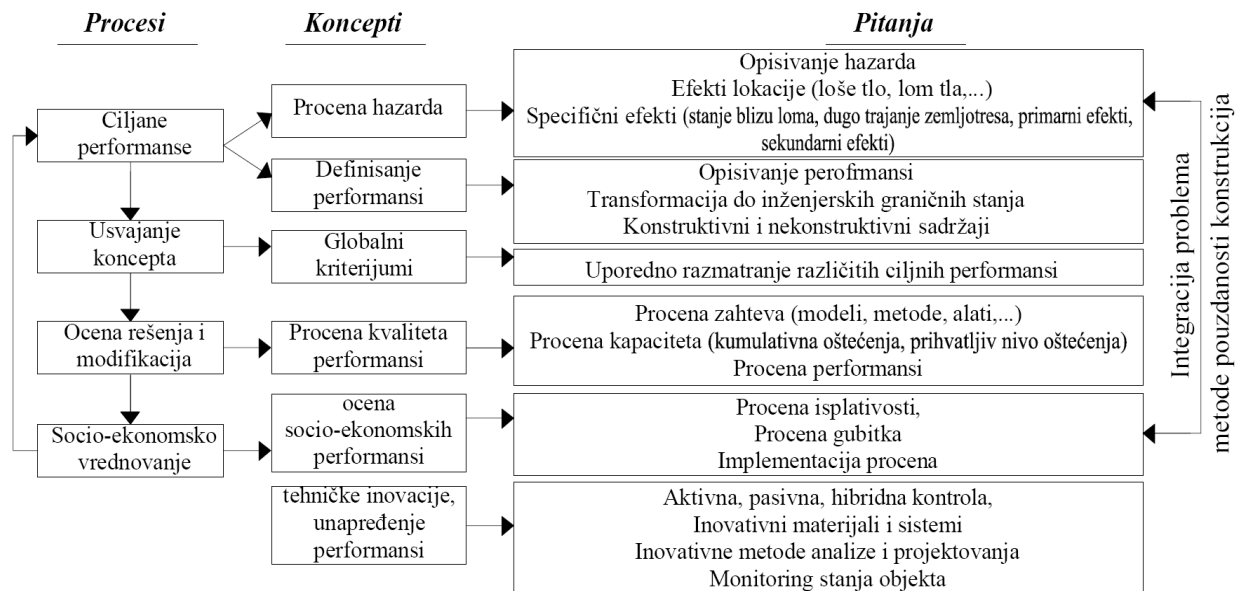 Procesi
Koncepti
Pitanja
Ciljane
performanse
Usvajanje
koncepta
Ocena rešenja i
modifikacija
Socio-ekonomsko
vrednovanje
Procena hazarda
Definisanje
performansi
Globalni
kriterijumi
Procena kvaliteta
performansi
ocena
socio-ekonomskih
performansi
tehničke inovacije,
unapređenje
performansi
Opisivanje hazarda
Efekti lokacije (loše tlo, lom tla,...)
Specifični efekti (stanje blizu loma, dugo trajanje zemljotresa, primarni efekti,
sekundarni efekti)
Opisivanje perofrmansi
Transformacija do inženjerskih graničnih stanja
Konstruktivni i nekonstruktivni sadržaji
Uporedno razmatranje različitih ciljnih performansi
Procena zahteva (modeli, metode, alati,...)
Procena kapaciteta (kumulativna oštećenja, prihvatljiv nivo oštećenja)
Procena performansi
Procena isplativosti,
Procena gubitka
Implementacija procena
Aktivna, pasivna, hibridna kontrola,
Inovativni materijali i sistemi
Inovativne metode analize i projektovanja
Monitoring stanja objekta
Integracija problema
metode pouzdanosti konstrukcija